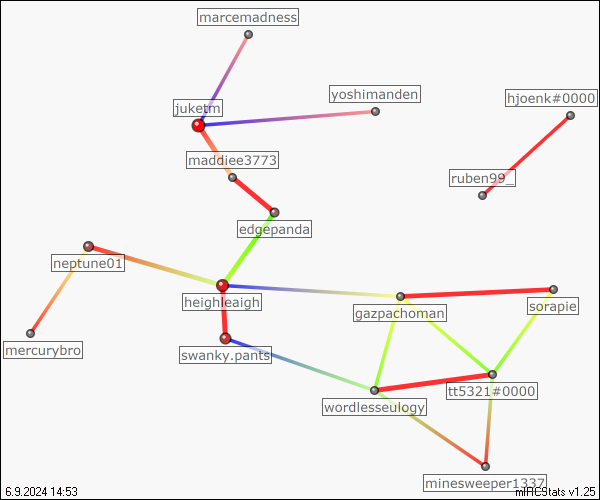 marcemadness
yoshimanden
hjoenk#0000
juketm
maddiee3773
ruben99_
edgepanda
neptune01
heighleaigh
gazpachoman
sorapie
mercurybro
swanky.pants
tt5321#0000
wordlesseulogy
minesweeper1337
6.9.2024 14:53
mIRCStats v1.25